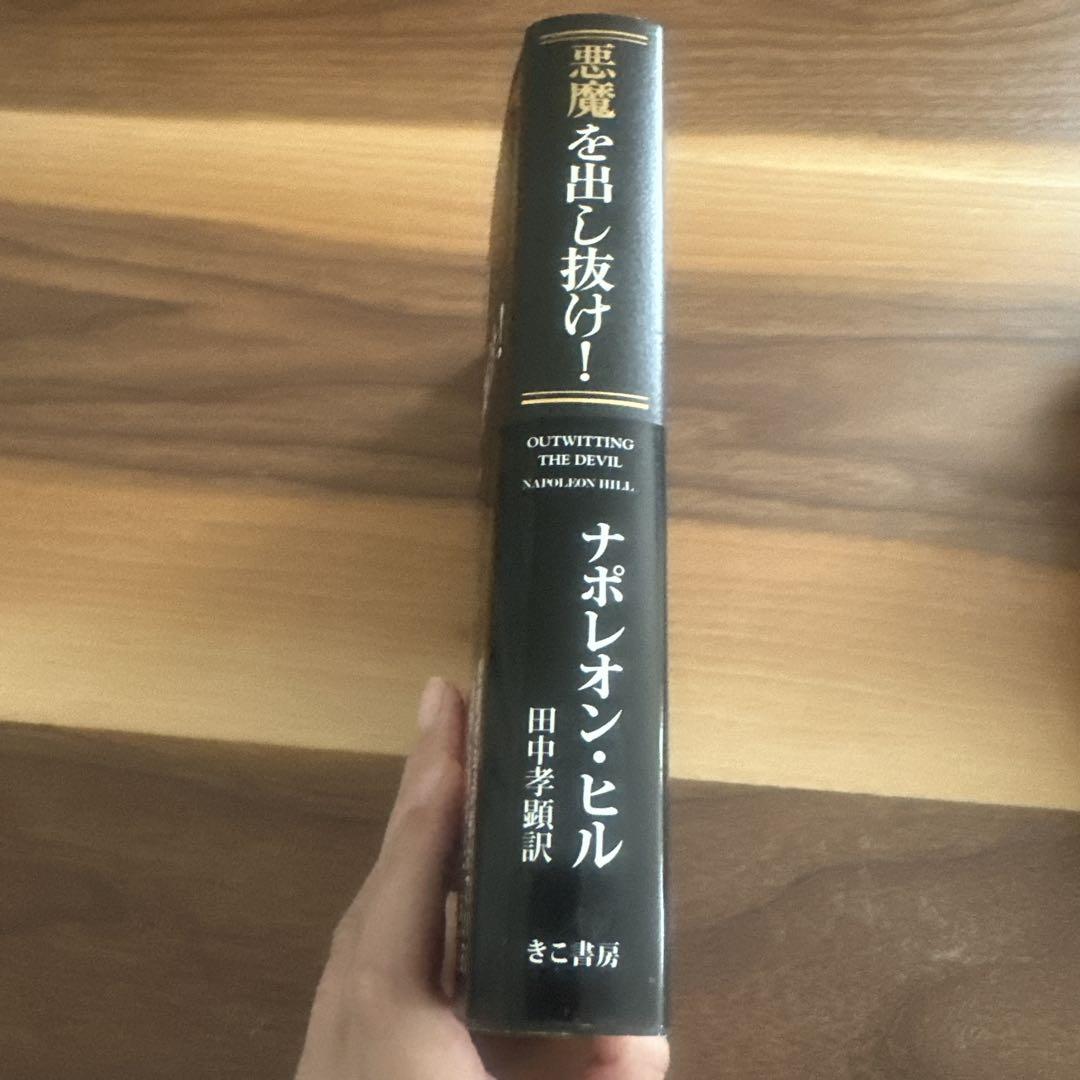 悪魔を出し抜け!
OUTWITTING
THE DEVIL
NAPOLEON HILL
ナポレオン・ヒル
田中孝顕訳
きこ書房